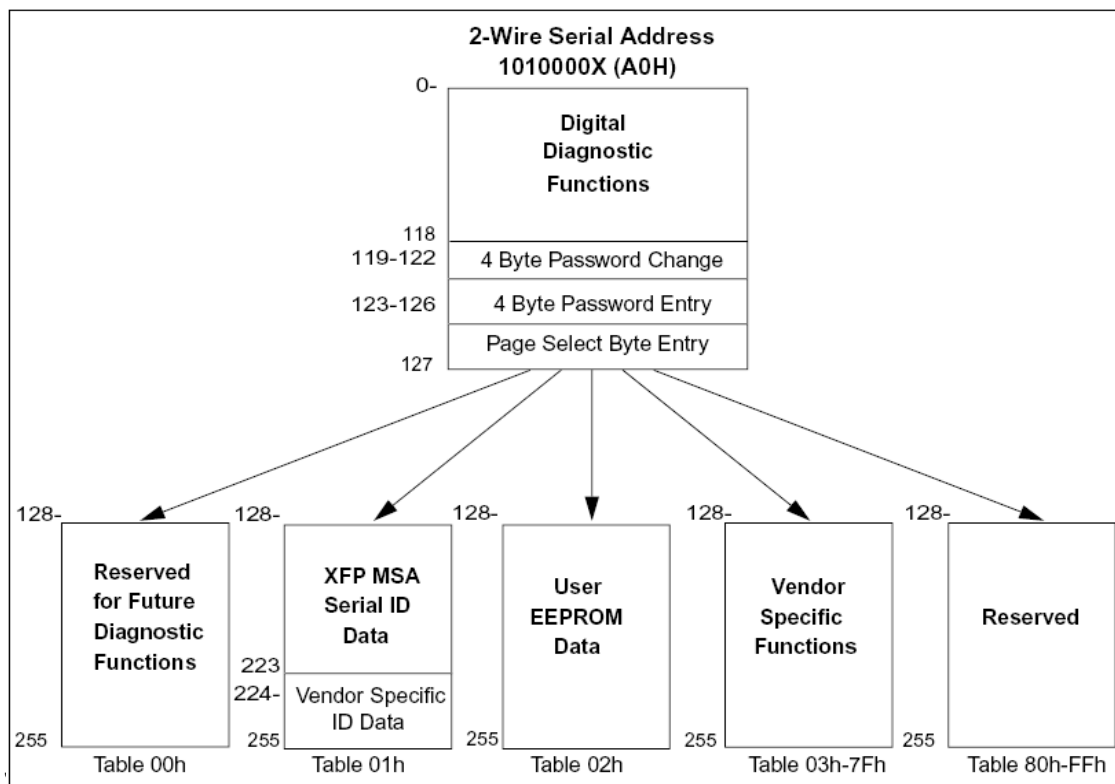 2-Wire Serial Address
1010000X (A0H)
0-
Digital
Diagnostic
Functions
118
119-122
4 Byte Password Change
123-126
4 Byte Password Entry
Page Select Byte Entry
127
128-
128-
128-
128-
128-
Reserved
for Future
Diagnostic
Functions
XFP MSA
Serial ID
Data
User
EEPROM
Data
Vendor
Specific
Functions
Reserved
223
224-
Vendor Specific
ID Data
255
255
255
255
255
Table 00h
Table 01h
Table 02h
Table 03h-7Fh
Table 80h-FFh